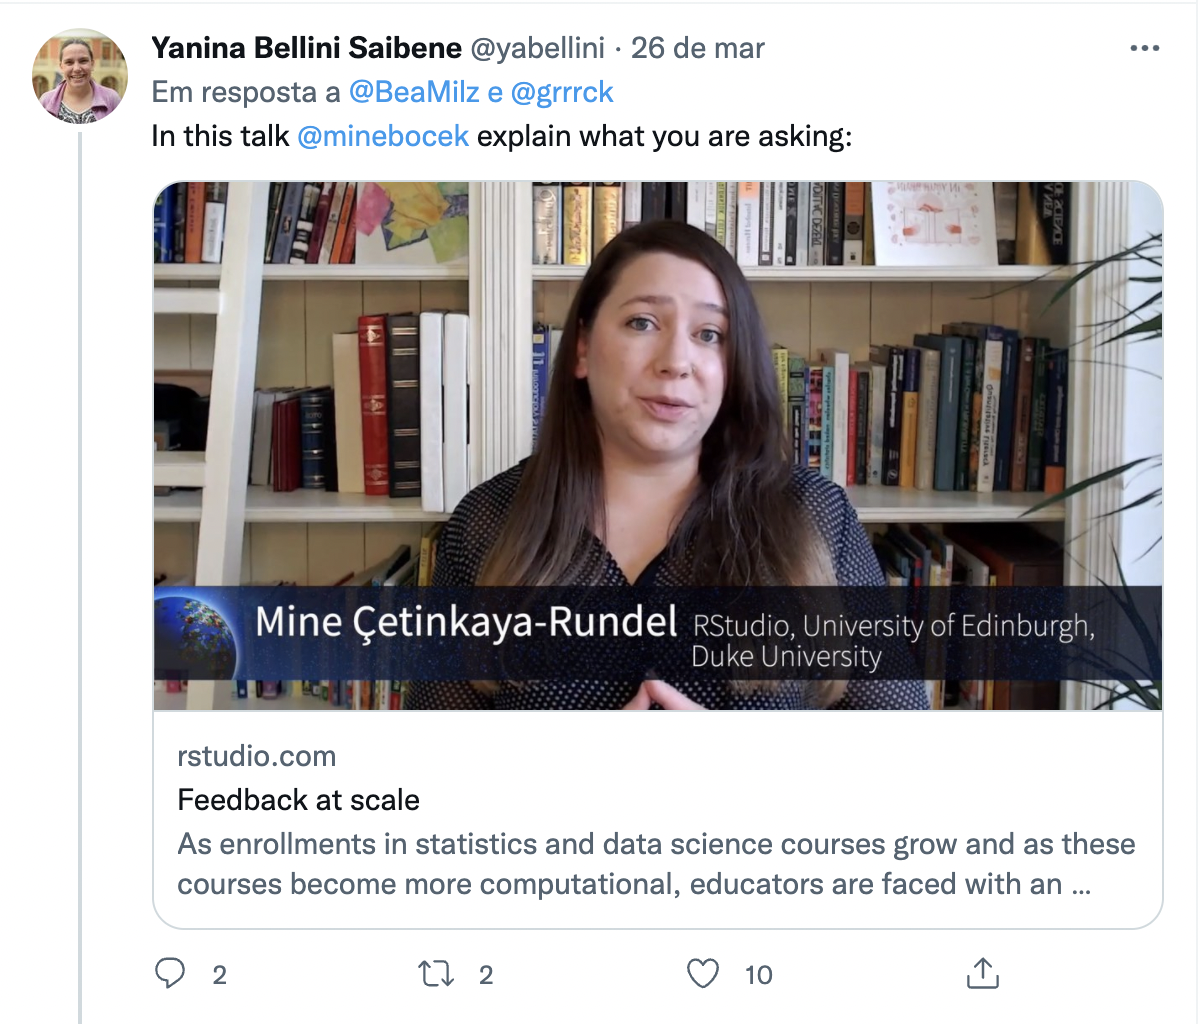 Yanina Bellini Saibene @yabellini · 26 de mar
Em resposta a @BeaMilz e @grrrck
In this talk @minebocek explain what you are asking:
Mine Çetinkaya-Rundel RStudio, University of Edinburgh,
Duke University
rstudio.com
Feedback at scale
As enrollments in statistics and data science courses grow and as these
courses become more computational, educators are faced with an ...
2 2 10